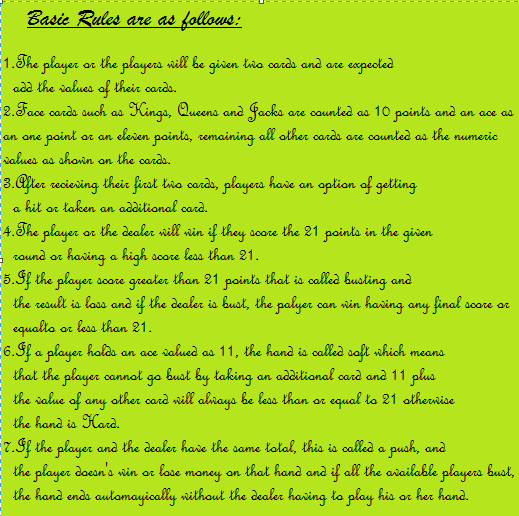 Basic Rules are as follows:
1.The player or the players will be given two cards and are expected
add the values of their cards.
2.Face cards such as Kings, Queens and Jacks are counted as 10 points and an ace as
an one point or an eleven points, remaining all other cards are counted as the numeric
values as shown on the cards.
3.After recieving their first two cards, players have an option of getting
a hit or taken an additional card.
4.The player or the dealer will win if they score the 21 points in the given
round or having a high score less than 21.
5.If the player score greater than 21 points that is called busting and
the result is loss and if the dealer is bust, the palyer can win having any final score or
equalto or less than 21.
6.If a player holds an ace valued as 11, the hand is called soft which means
that the player cannot go bust by taking an additional card and 11 plus
the value of any other card will always be less than or equal to 21 otherwise
the hand is Hard.
7.If the player and the dealer have the same total, this is called a push, and
the player doesn's win or lose money on that hand and if all the available players bust,
the hand ends automayically without the dealer having to play his or her hand.